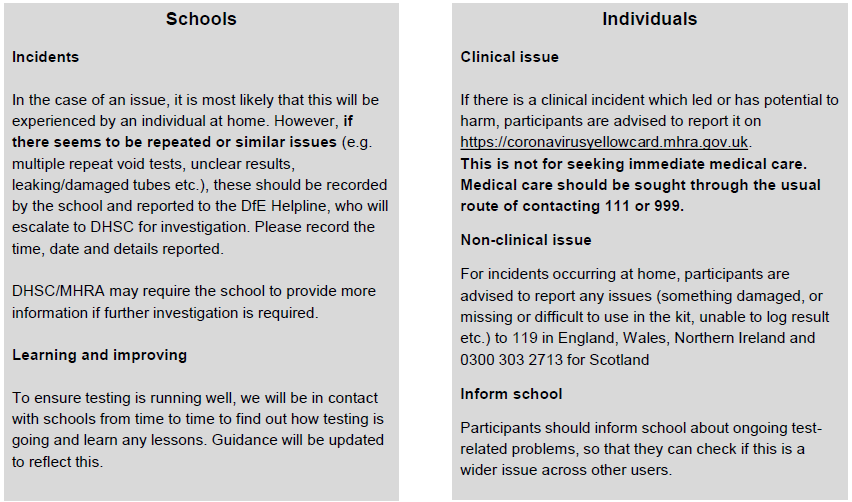 Schools
Incidents
In the case of an issue, it is most likely that this will be
experienced by an individual at home. However, if
there seems to be repeated or similar issues (e.g.
multiple repeat void tests, unclear results,
leaking/damaged tubes etc.), these should be recorded
by the school and reported to the DfE Helpline, who will
escalate to DHSC for investigation. Please record the
time, date and details reported.
DHSC/MHRA may require the school to provide more
information if further investigation is required.
Learning and improving
To ensure testing is running well, we will be in contact
with schools from time to time to find out how testing is
going and learn any lessons. Guidance will be updated
to reflect this.
Individuals
Clinical issue
If there is a clinical incident which led or has potential to
harm, participants are advised to report it on
https://coronavirusyellowcard.mhra.gov.uk.
This is not for seeking immediate medical care.
Medical care should be sought through the usual
route of contacting 111 or 999.
Non-clinical issue
For incidents occurring at home, participants are
advised to report any issues (something damaged, or
missing or difficult to use in the kit, unable to log result
etc.) to 119 in England, Wales, Northern Ireland and
0300 303 2713 for Scotland
Inform school
Participants should inform school about ongoing test-
related problems, so that they can check if this is a
wider issue across other users.